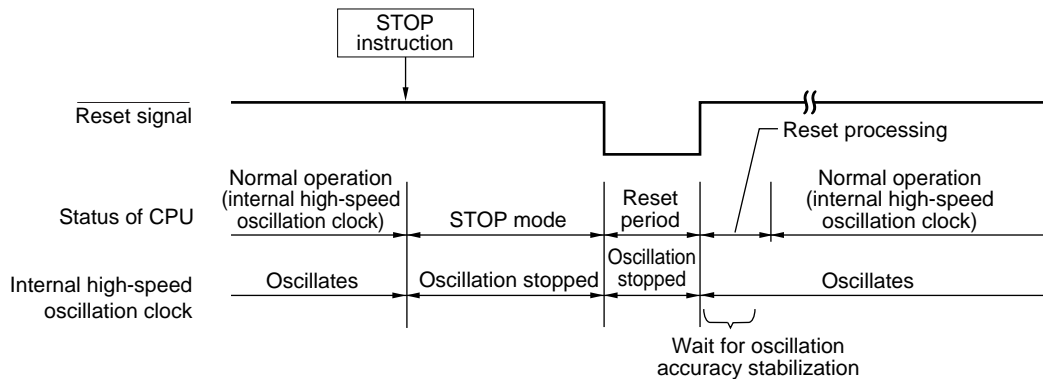 STOP
instruction
Reset signal
Reset processing
Status of CPU
Normal operation
(internal high-speed
oscillation clock)
STOP mode
Reset
period
Normal operation
(internal high-speed
oscillation clock)
Internal high-speed
oscillation clock
Oscillates
Oscillation stopped
Oscillation
stopped
Oscillates
Wait for oscillation
accuracy stabilization